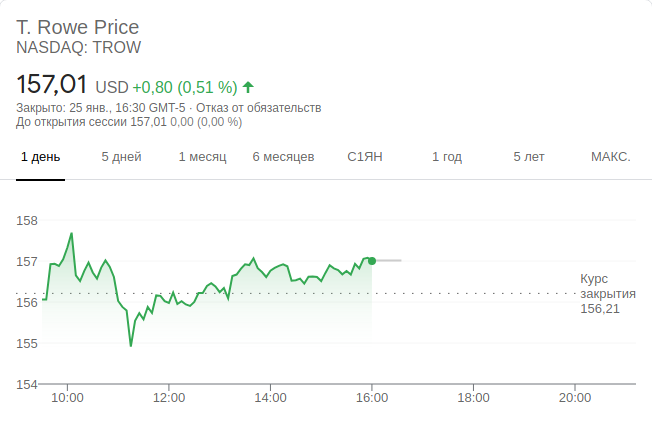 T. Rowe Price
NASDAQ: TROW
157,01 USD +0,80 (0,51 %)
Закрыто: 25 янв., 16:30 GMT-5 · Отказ от обязательств
До открытия сессии 157,01 0,00 (0,00 %)
1 день 5 дней 1 месяц 6 месяцев С1ЯН 1 год 5 лет МАКС.
158
157
156
155
154
Курс
закрытия
156,21
10:00 12:00 14:00 16:00 18:00 20:00